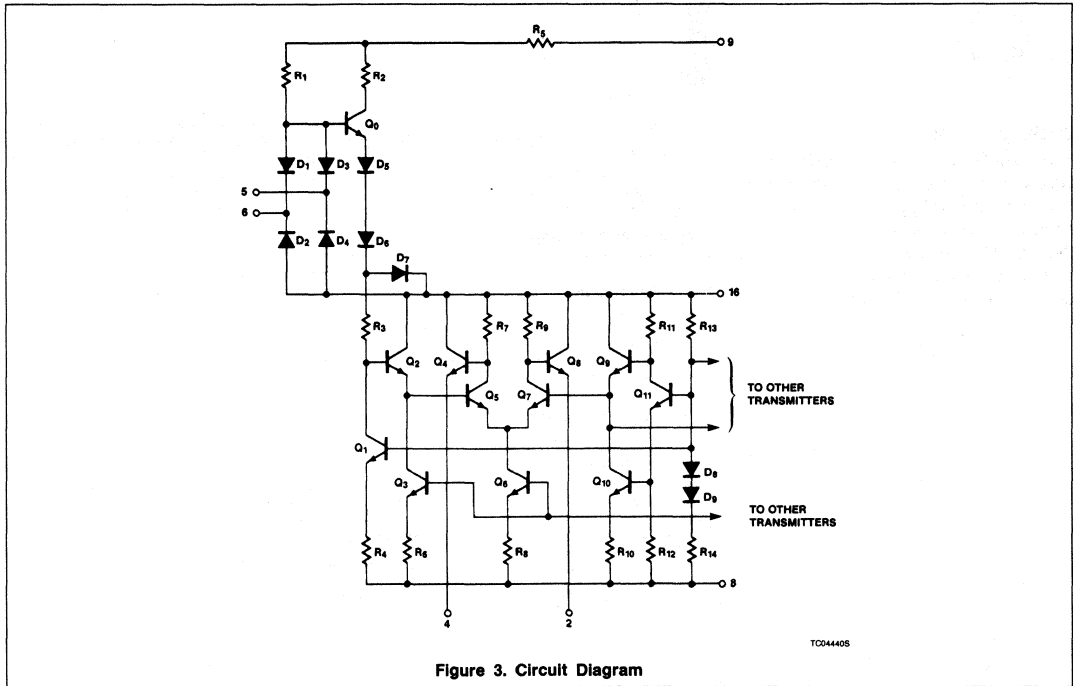 R5
9
R1
R2
Q0
D1
D3
D5
5
6
D2
D4
D6
D7
16
R3
R7
R9
R11
R13
Q2
Q4
Q8
Q9
Q5
Q7
Q11
TO OTHER
TRANSMITTERS
Q1
D8
Q3
Q6
Q10
D9
TO OTHER
TRANSMITTERS
R4
R6
R8
R10
R12
R14
8
4
2
TC04440S
Figure 3. Circuit Diagram